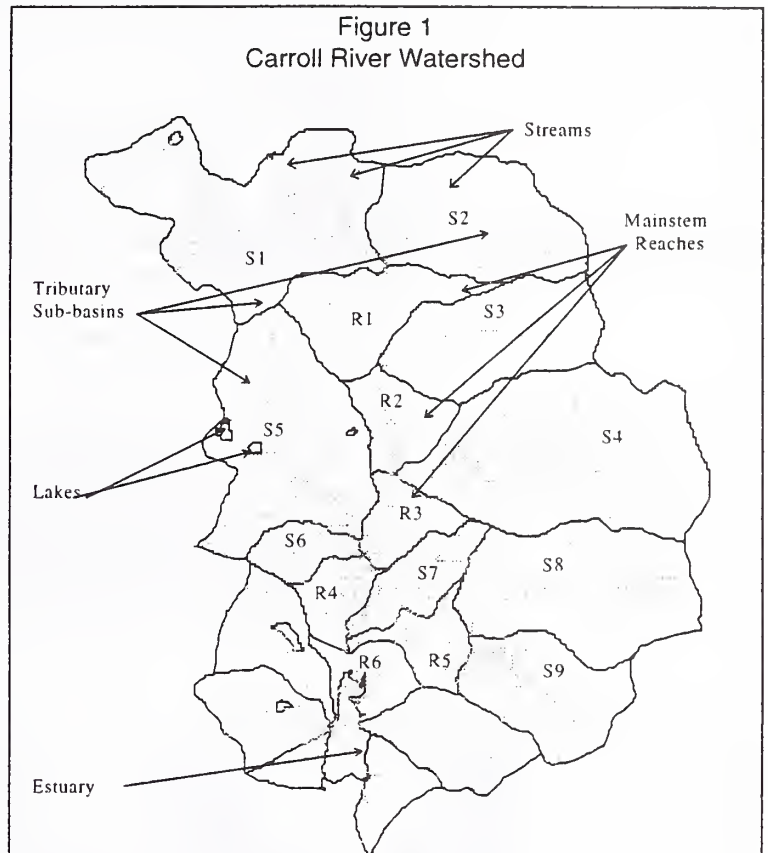 Figure 1
Carroll River Watershed
Streams
S2
Mainstem
Reaches
S1
Tributary
Sub-basins
R1
S3
R2
S5
S4
Lakes
R3
S6
S7
S8
R4
R6
R5
S9
Estuary